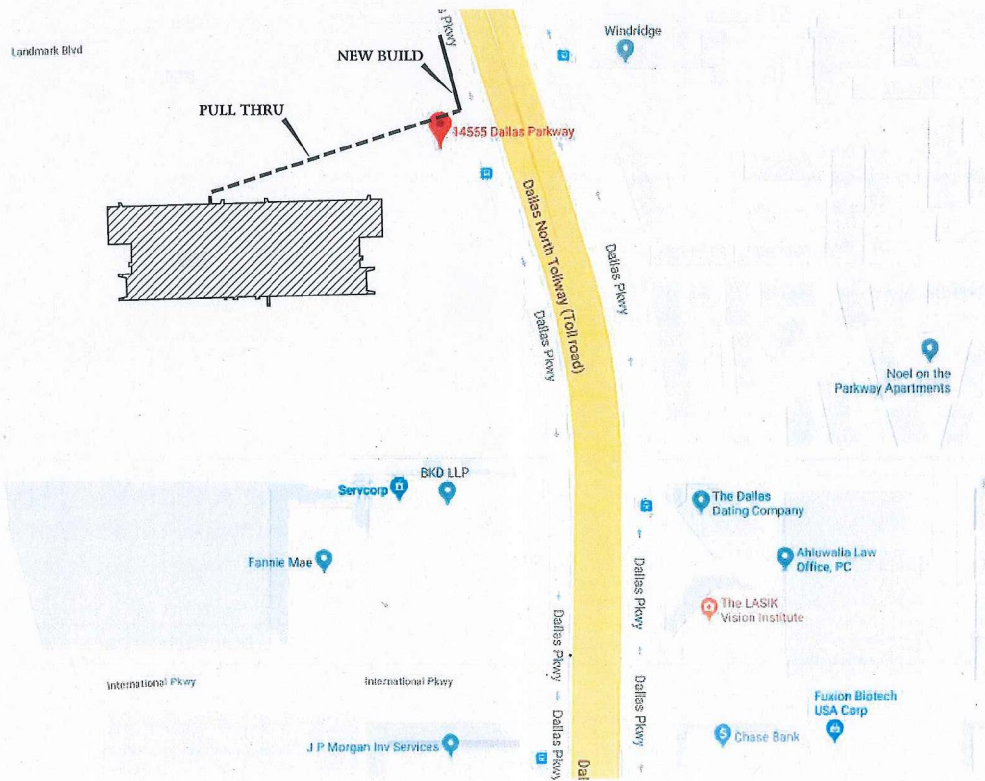 e Pkwy
Landmark Blvd
NEW BUILD
Windridge
PULL THRU
14555 Dallas Parkway
Dallas North Tollway (Toll road)
Dallas Pkwy
Dallas Pkwy
Noel on the
Parkway Apartments
BKD LLP
Servcorp
The Dallas
Dating Company
Fannie Mae
Ahluwalia Law
Office, PC
Dallas Pkwy
The LASIK
Vision Institute
Dallas Pkwy
International Pkwy
International Pkwy
Dallas Pkwy
Fuxion Biotech
USA Corp
Dallas Pkwy
J P Morgan Inv Services
Chase Bank
Dal